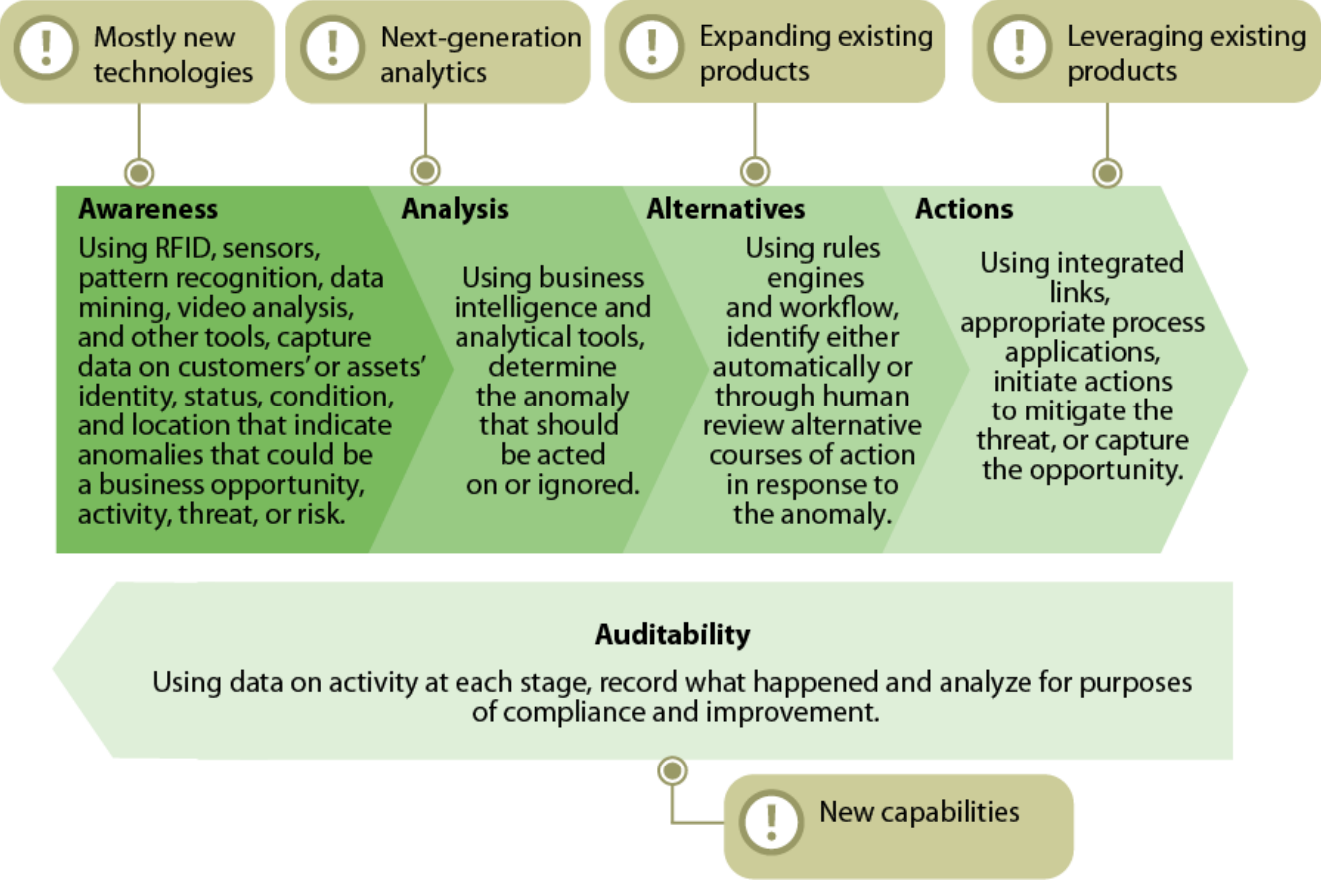 Mostly new
technologies
Next-generation
analytics
Expanding existing
products
Leveraging existing
products
Awareness
Using RFID, sensors,
pattern recognition, data
mining, video analysis,
and other tools, capture
data on customers’ or assets’
identity, status, condition,
and location that indicate
anomalies that could be
a business opportunity,
activity, threat, or risk.
Analysis
Using business
intelligence and
analytical tools,
determine
the anomaly
that should
be acted
on or ignored.
Alternatives
Using rules
engines
and workflow,
identify either
automatically or
through human
review alternative
courses of action
in response to
the anomaly.
Actions
Using integrated
links,
appropriate process
applications,
initiate actions
to mitigate the
threat, or capture
the opportunity.
Auditability
Using data on activity at each stage, record what happened and analyze for purposes
of compliance and improvement.
New capabilities